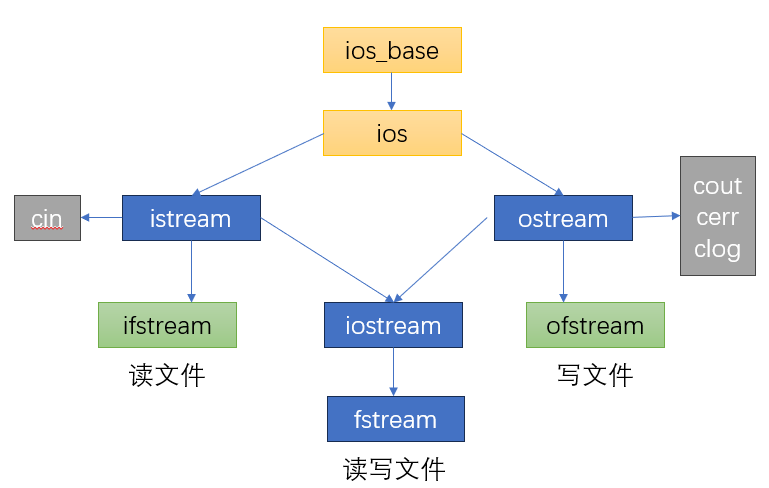 ios_base
ios
cin
istream
ostream
cout
cerr
clog
ifstream
iostream
ofstream
读文件
写文件
fstream
读写文件